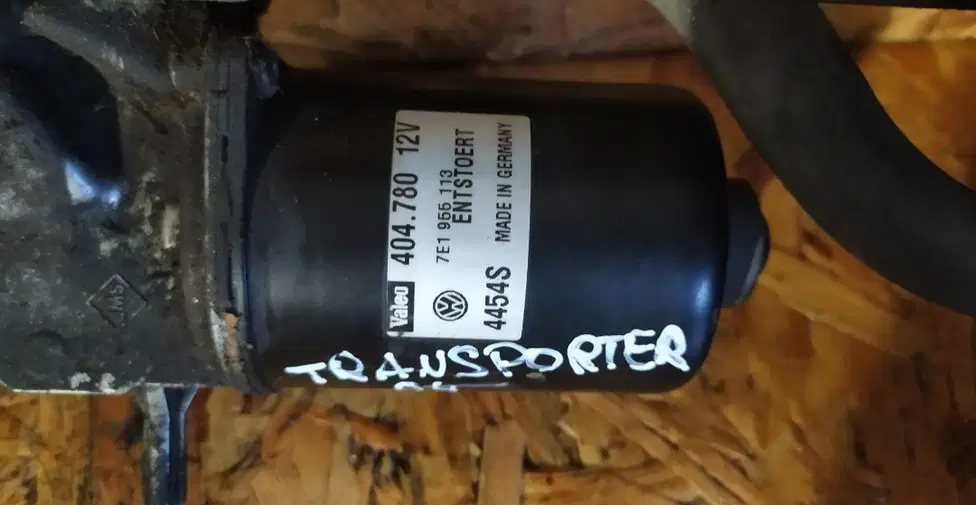 Valeo 404.780 12V
7E1 955 113
ENTSTOERT
4454S MADE IN GERMANY
TRANSPORTER